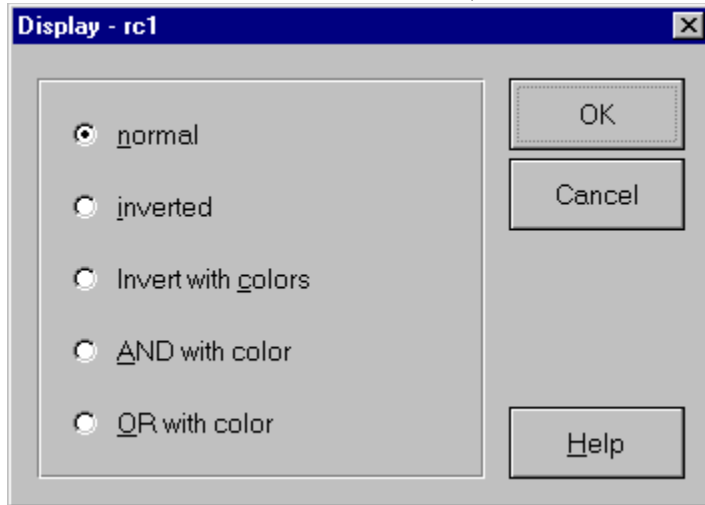 Display - rc1
normal
inverted
Invert with colors
AND with color
OR with color
OK
Cancel
Help